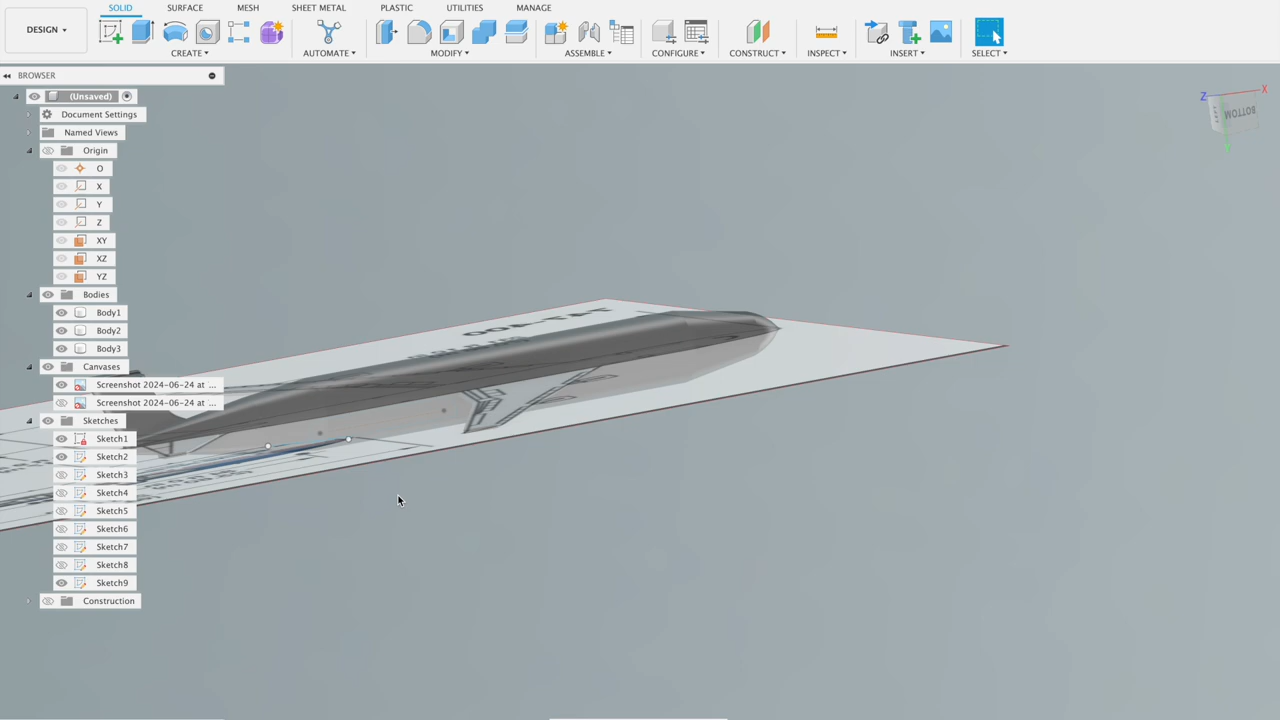 SOLID SURFACE MESH SHEET METAL PLASTIC UTILITIES MANAGE
DESIGN
CREATE AUTOMATE MODIFY ASSEMBLE CONFIGURE CONSTRUCT INSPECT INSERT SELECT
BROWSER
(Unsaved)
Document Settings
Named Views
Origin
O
X
Y
Z
XY
XZ
YZ
Bodies
Body1
Body2
Body3
Canvases
Screenshot 2024-06-24 at ...
Screenshot 2024-06-24 at ...
Sketches
Sketch1
Sketch2
Sketch3
Sketch4
Sketch5
Sketch6
Sketch7
Sketch8
Sketch9
Construction
Z
X
BOTTOM
Y